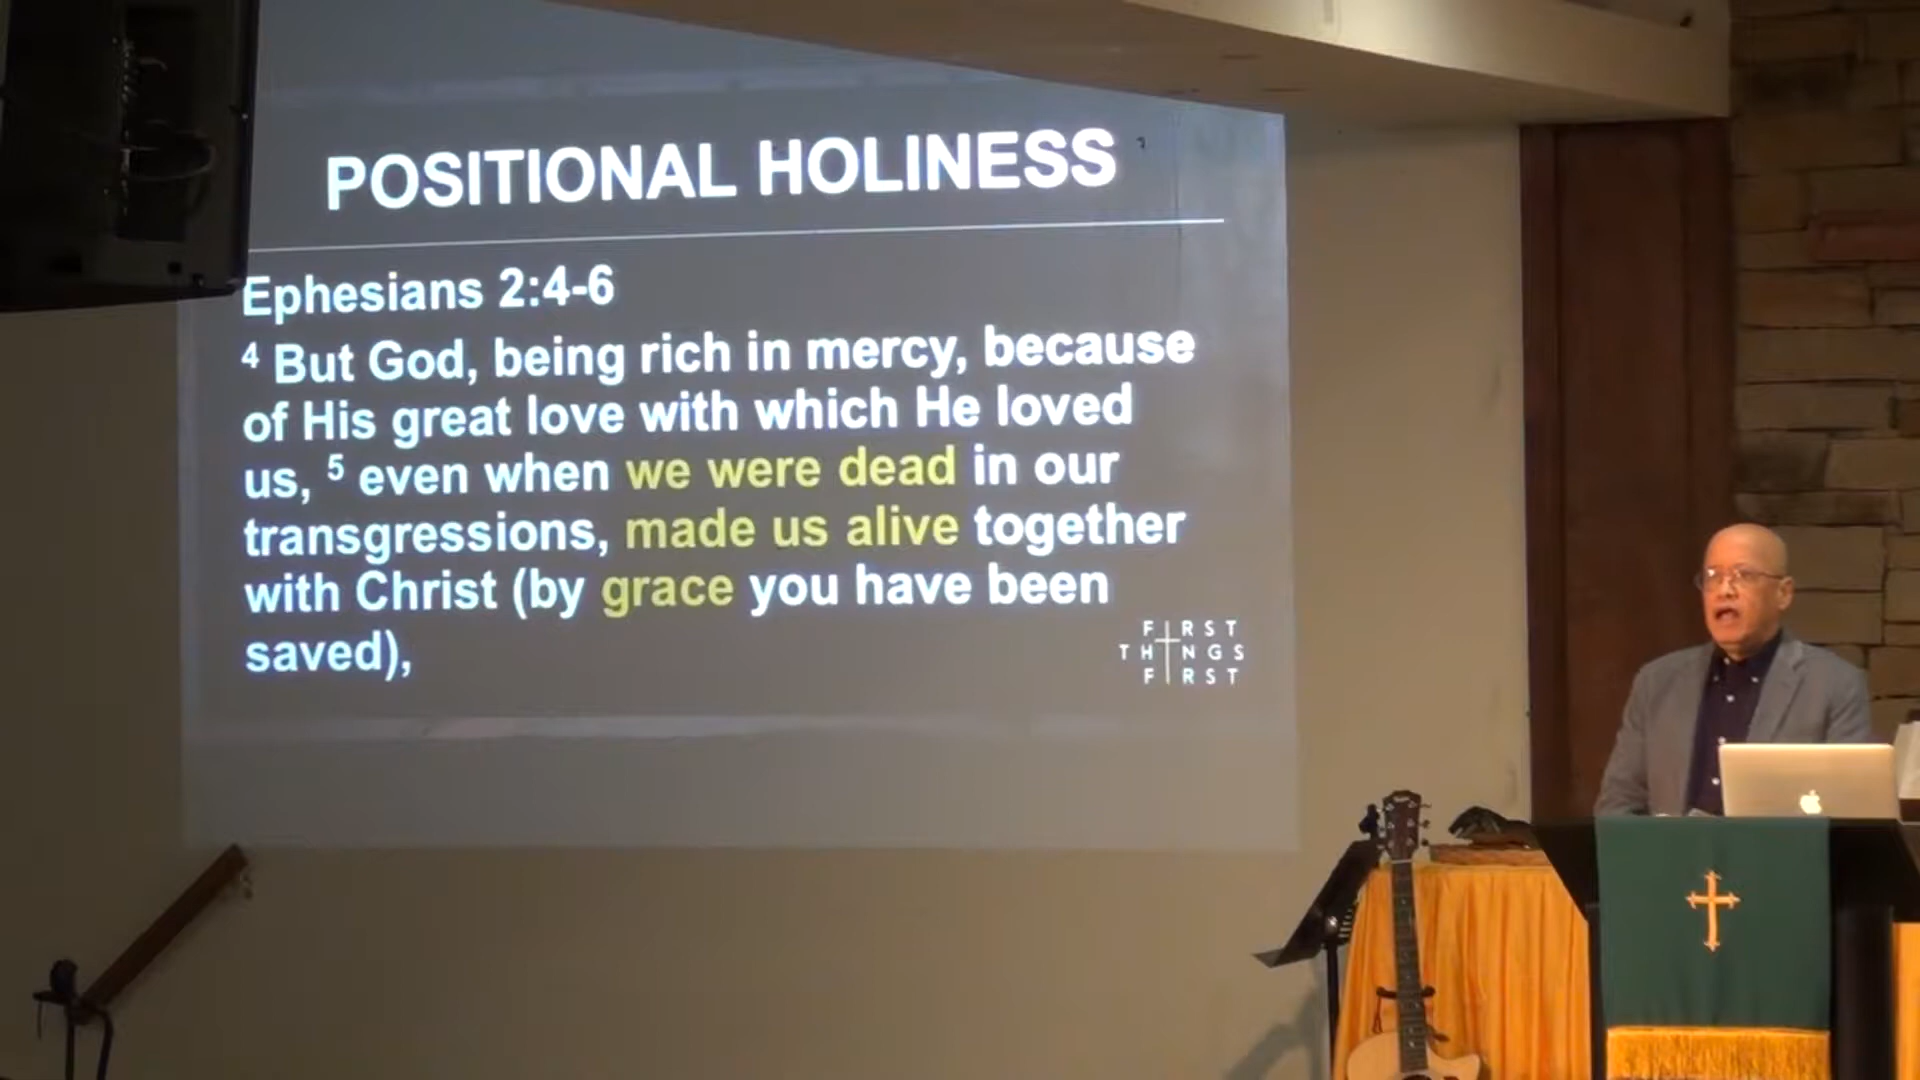 POSITIONAL HOLINESS
Ephesians 2:4-6
4 But God, being rich in mercy, because
of His great love with which He loved
us, 5 even when we were dead in our
transgressions, made us alive together
with Christ (by grace you have been
saved),
FIRST
THINGS
FIRST